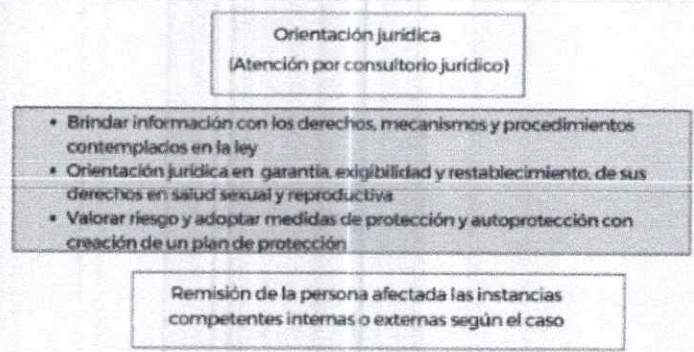 Orientación jurídica
(Atención por consultorio jurídico)
• Brindar información con los derechos, mecanismos y procedimientos
contemplados en la ley
• Orientación jurídica en garantía, exigibilidad y restablecimiento, de sus
derechos en salud sexual y reproductiva
• Valorar riesgo y adoptar medidas de protección y autoprotección con
creación de un plan de protección
Remisión de la persona afectada las instancias
competentes internas o externas según el caso